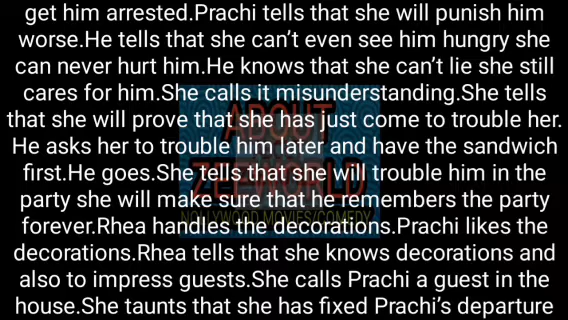 get him arrested.Prachi tells that she will punish him
worse.He tells that she can’t even see him hungry she
can never hurt him.He knows that she can’t lie she still
cares for him.She calls it misunderstanding.She tells
that she will prove that she has just come to trouble her.
He asks her to trouble him later and have the sandwich
first.He goes.She tells that she will trouble him in the
party she will make sure that he remembers the party
forever.Rhea handles the decorations.Prachi likes the
decorations.Rhea tells that she knows decorations and
also to impress guests.She calls Prachi a guest in the
house.She taunts that she has fixed Prachi’s departure
ABOUT
ZEEWORLD
NOLLYWOOD MOVIES/COMEDY